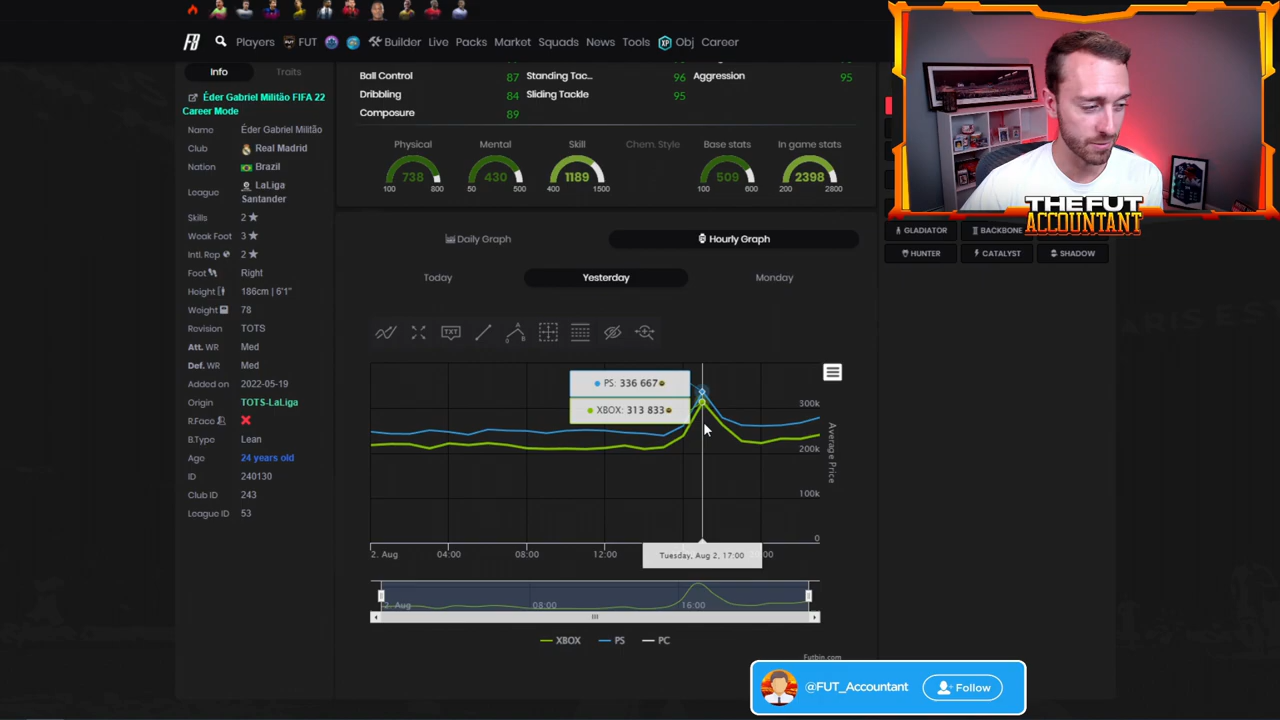 FB Players FUT Builder Live Packs Market Squads News Tools XP Obj Career
Info Traits
Éder Gabriel Militão FIFA 22
Career Mode
Name Éder Gabriel Militão
Club Real Madrid
Nation Brazil
League LaLiga
Santander
Skills 2
Weak Foot 3
Intl.Rep 2
Foot Right
Height 186cm | 6'1"
Weight 78
Revision TOTS
Att. WR Med
Def. WR Med
Added on 2022-05-19
Origin TOTS-LaLiga
R.Face
B.Type Lean
Age 24 years old
ID 240130
Club ID 243
League ID 53
Ball Control 87 Standing Tac... 96 Aggression 95
Dribbling 84 Sliding Tackle 95
Composure 89
Physical Mental Skill Chem. Style Base stats In game stats
738 430 1189 509 2398
100 800 50 500 400 1500 100 600 200 2800
Daily Graph Hourly Graph
Today Yesterday Monday
TXT
PS: 336 667
XBOX: 313 833
300k
200k
100k
0
Average Price
2. Aug 04:00 08:00 12:00
Tuesday, Aug 2, 17:00
2. Aug 08:00 16:00
XBOX PS PC
Futbin.com
GLADIATOR BACKBONE
HUNTER CATALYST SHADOW
THE FUT
ACCOUNTANT
@FUT_Accountant Follow